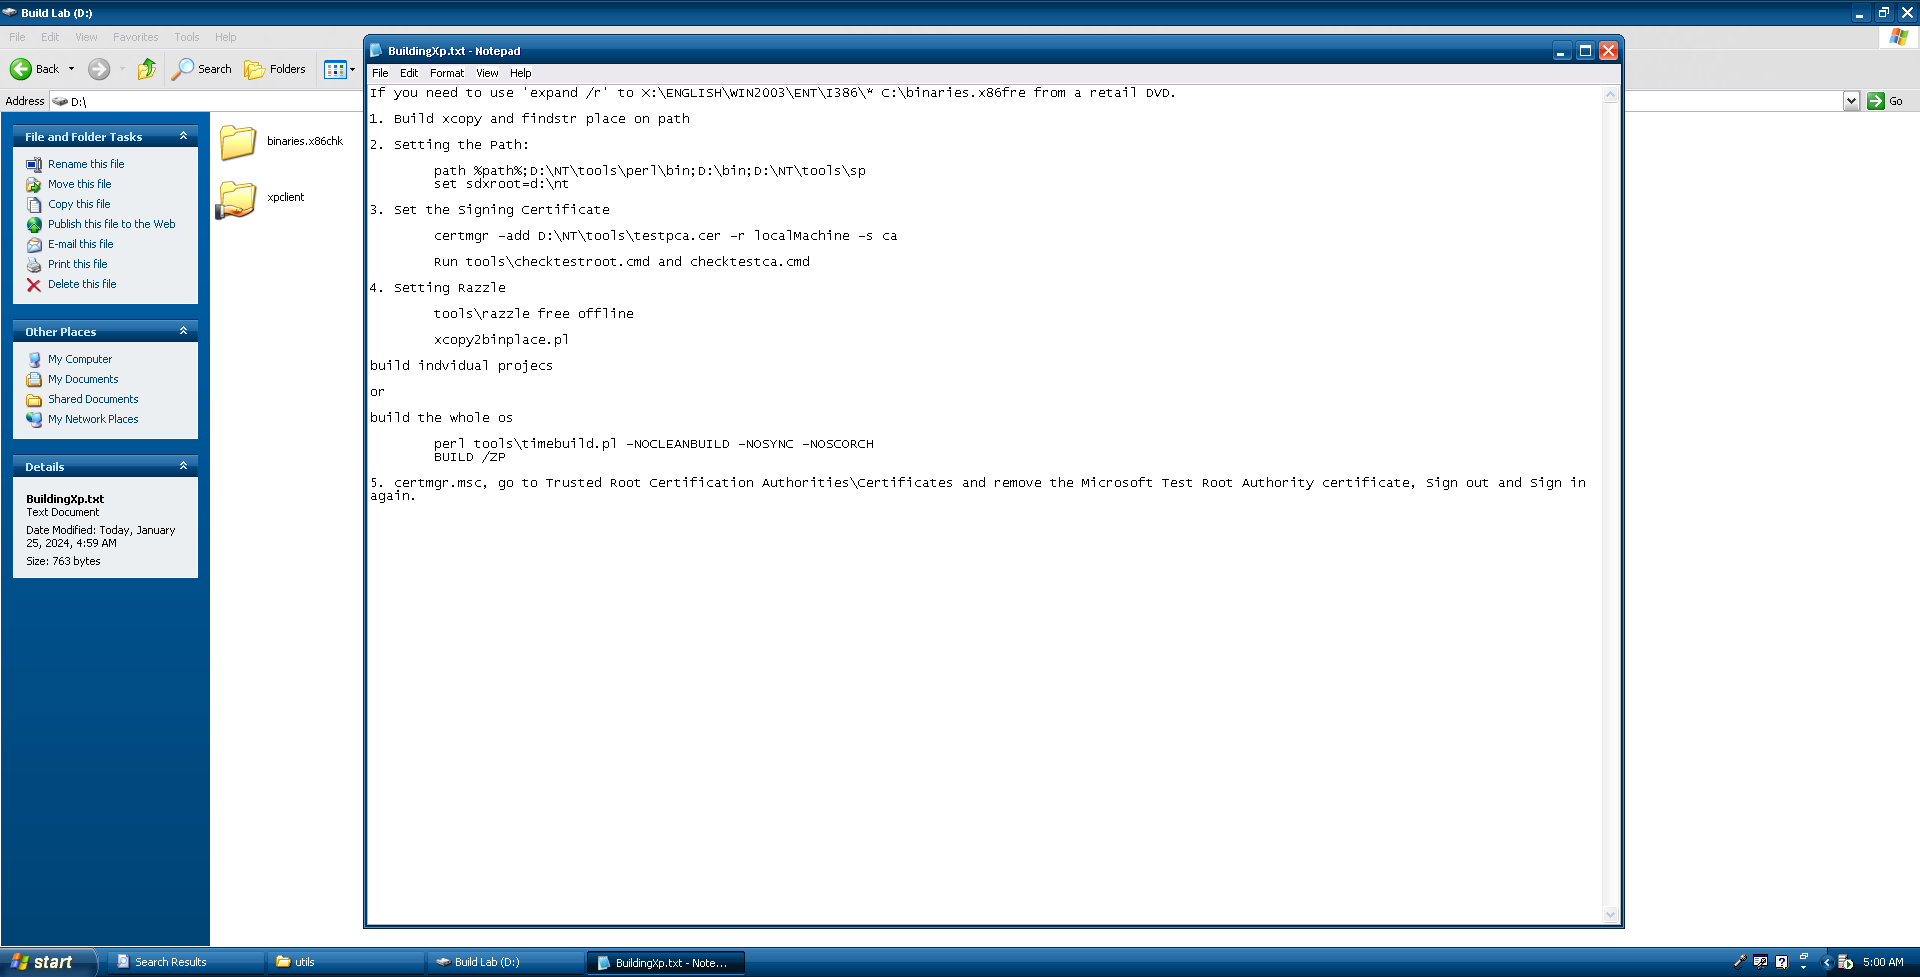 Build Lab (D:)
File Edit View Favorites Tools Help
Back Search Folders
Address D:\ Go
File and Folder Tasks
Rename this file
Move this file
Copy this file
Publish this file to the Web
E-mail this file
Print this file
Delete this file
Other Places
My Computer
My Documents
Shared Documents
My Network Places
Details
BuildingXp.txt
Text Document
Date Modified: Today, January
25, 2024, 4:59 AM
Size: 763 bytes
binaries.x86chk
xpclient
BuildingXp.txt - Notepad
File Edit Format View Help
If you need to use 'expand /r' to X:\ENGLISH\WIN2003\ENT\I386\* C:\binaries.x86fre from a retail DVD.
1. Build xcopy and findstr place on path
2. Setting the Path:
path %path%;D:\NT\tools\perl\bin;D:\bin;D:\NT\tools\sp
set sdxroot=d:\nt
3. Set the Signing Certificate
certmgr -add D:\NT\tools\testpca.cer -r localMachine -s ca
Run tools\checktestroot.cmd and checktestca.cmd
4. Setting Razzle
tools\razzle free offline
xcopy2binplace.pl
build indvidual projecs
or
build the whole os
perl tools\timebuild.pl -NOCLEANBUILD -NOSYNC -NOSCORCH
BUILD /ZP
5. certmgr.msc, go to Trusted Root Certification Authorities\Certificates and remove the Microsoft Test Root Authority certificate, Sign out and Sign in
again.
start Search Results utils Build Lab (D:) BuildingXp.txt - Note... 5:00 AM